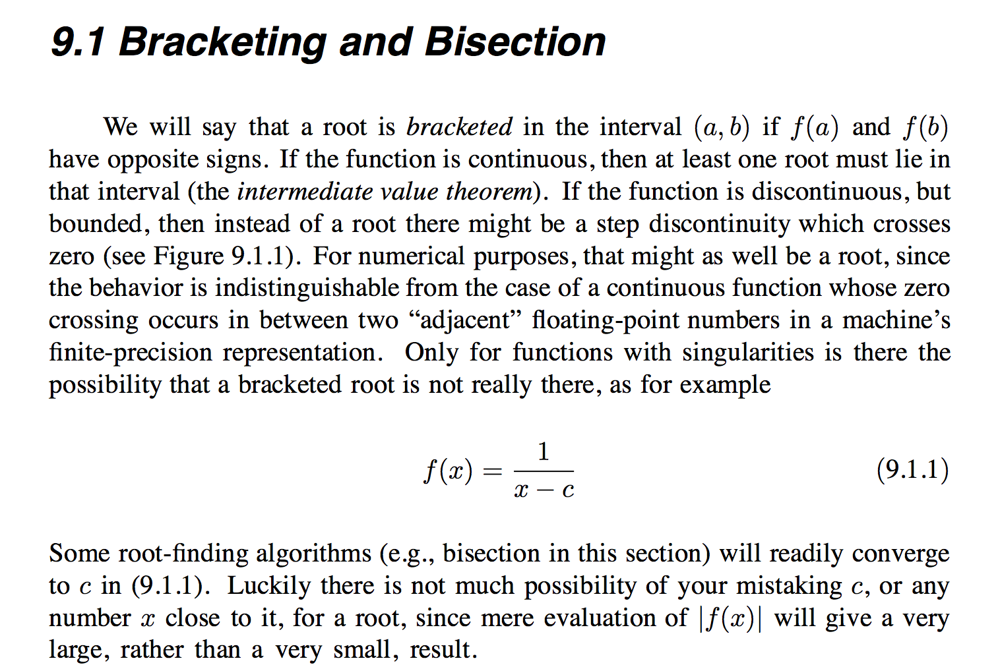 9.1 Bracketing and Bisection
We will say that a root is bracketed in the interval (a, b) if f(a) and f(b)
have opposite signs. If the function is continuous, then at least one root must lie in
that interval (the intermediate value theorem). If the function is discontinuous, but
bounded, then instead of a root there might be a step discontinuity which crosses
zero (see Figure 9.1.1). For numerical purposes, that might as well be a root, since
the behavior is indistinguishable from the case of a continuous function whose zero
crossing occurs in between two “adjacent” floating-point numbers in a machine’s
finite-precision representation. Only for functions with singularities is there the
possibility that a bracketed root is not really there, as for example
f(x) = 1 / (x − c) (9.1.1)
Some root-finding algorithms (e.g., bisection in this section) will readily converge
to c in (9.1.1). Luckily there is not much possibility of your mistaking c, or any
number x close to it, for a root, since mere evaluation of |f(x)| will give a very
large, rather than a very small, result.